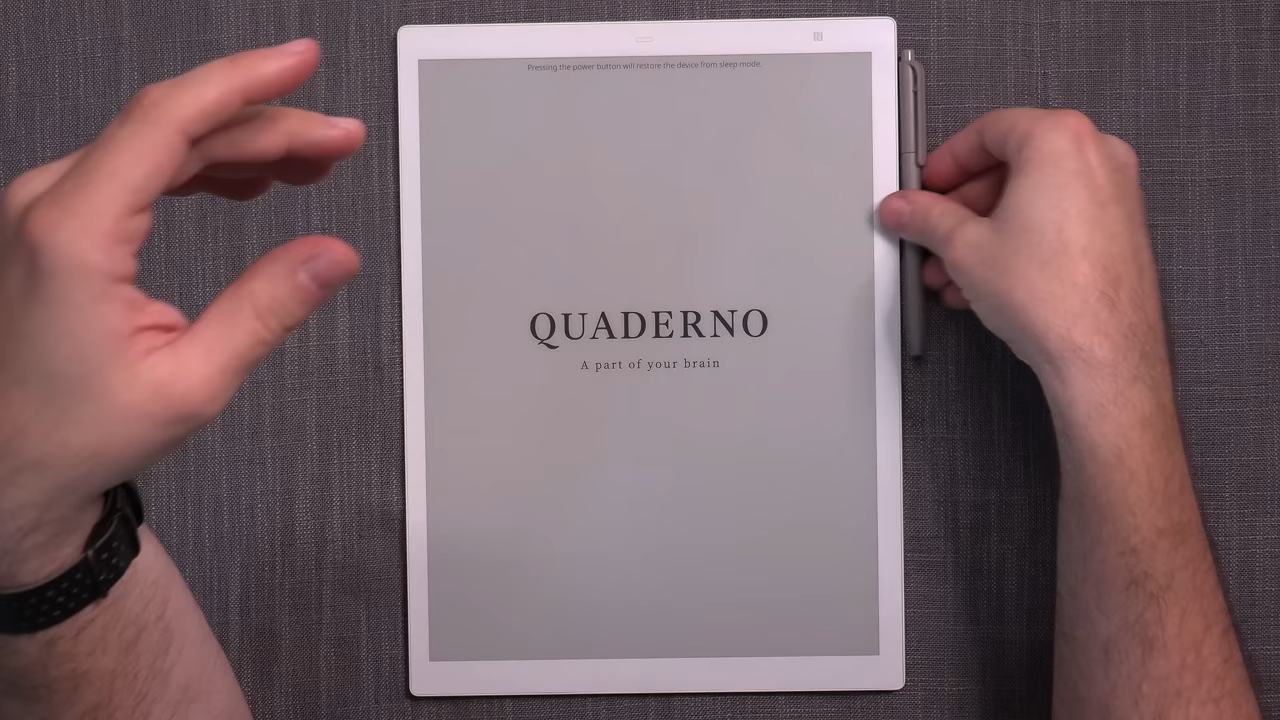 Pressing the power button will restore the device from sleep mode.
QUADERNO
A part of your brain